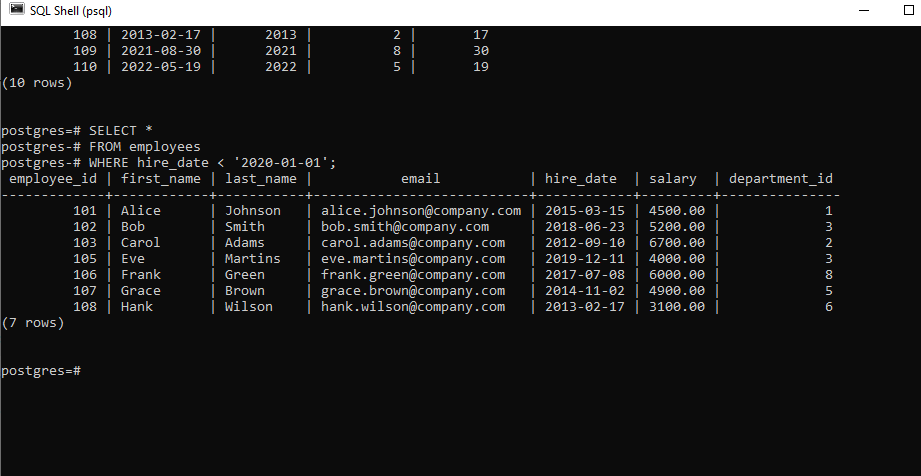 SQL Shell (psql)
108 | 2013-02-17 | 2013 | 2 | 17
109 | 2021-08-30 | 2021 | 8 | 30
110 | 2022-05-19 | 2022 | 5 | 19
(10 rows)
postgres=# SELECT *
postgres-# FROM employees
postgres-# WHERE hire_date < '2020-01-01';
employee_id | first_name | last_name | email | hire_date | salary | department_id
-------------+------------+-----------+---------------------------+------------+---------+---------------
101 | Alice | Johnson | alice.johnson@company.com | 2015-03-15 | 4500.00 | 1
102 | Bob | Smith | bob.smith@company.com | 2018-06-23 | 5200.00 | 3
103 | Carol | Adams | carol.adams@company.com | 2012-09-10 | 6700.00 | 2
105 | Eve | Martins | eve.martins@company.com | 2019-12-11 | 4000.00 | 3
106 | Frank | Green | frank.green@company.com | 2017-07-08 | 6000.00 | 8
107 | Grace | Brown | grace.brown@company.com | 2014-11-02 | 4900.00 | 5
108 | Hank | Wilson | hank.wilson@company.com | 2013-02-17 | 3100.00 | 6
(7 rows)
postgres=#